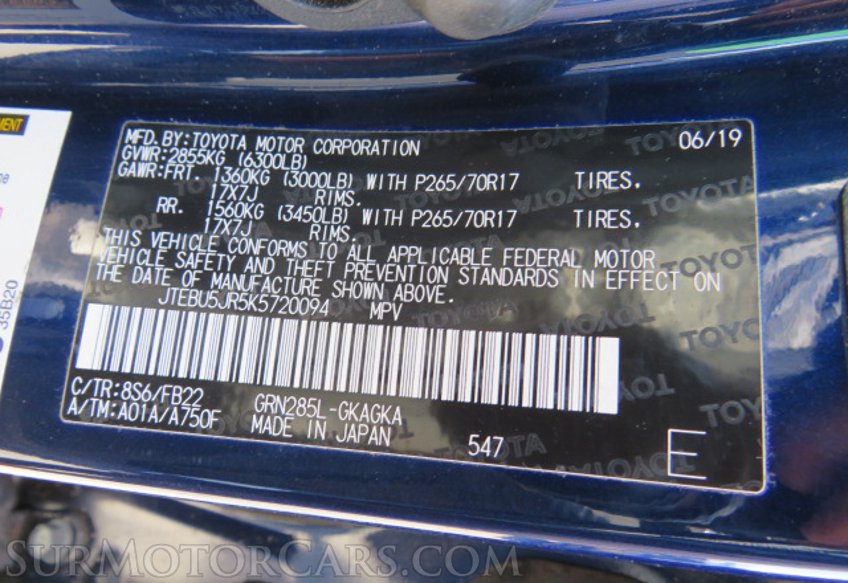 MENT
ne
35B20
MFD. BY: TOYOTA MOTOR CORPORATION 06/19
GVWR: 2855KG (6300LB)
GAWR: FRT. 1360KG (3000LB) WITH P265/70R17 TIRES.
17X7J RIMS.
RR. 1560KG (3450LB) WITH P265/70R17 TIRES.
17X7J RIMS.
THIS VEHICLE CONFORMS TO ALL APPLICABLE FEDERAL MOTOR
VEHICLE SAFETY AND THEFT PREVENTION STANDARDS IN EFFECT ON
THE DATE OF MANUFACTURE SHOWN ABOVE.
JTEBU5JR5K5720094 MPV
C/TR: 8S6/FB22 GRN285L-GKAGKA
A/TM: A01A/A750F MADE IN JAPAN 547 E
SurMotorCars.com